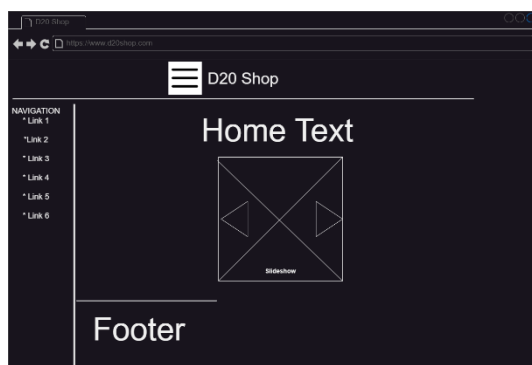 D20 Shop
https://www.d20shop.com
D20 Shop
NAVIGATION
* Link 1
*Link 2
* Link 3
* Link 4
* Link 5
* Link 6
Home Text
Slideshow
Footer